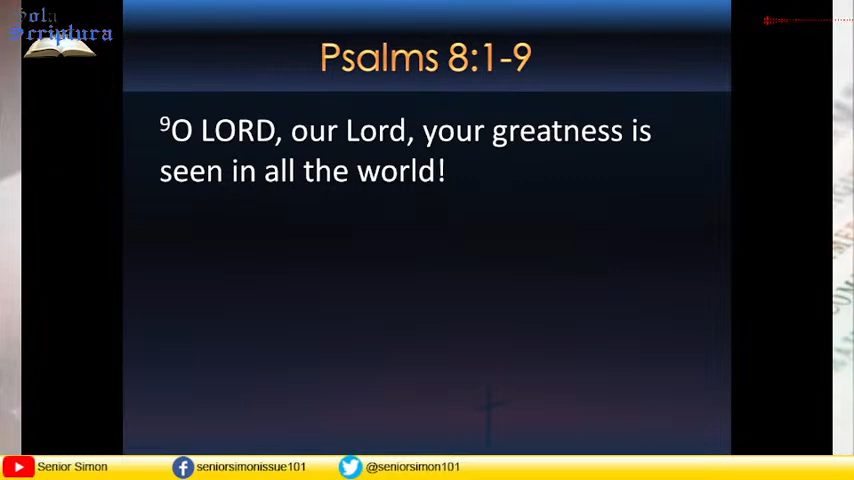 Sola
Scriptura
Psalms 8:1-9
⁹O LORD, our Lord, your greatness is
seen in all the world!
Senior Simon
seniorsimonissue101
@seniorsimon101